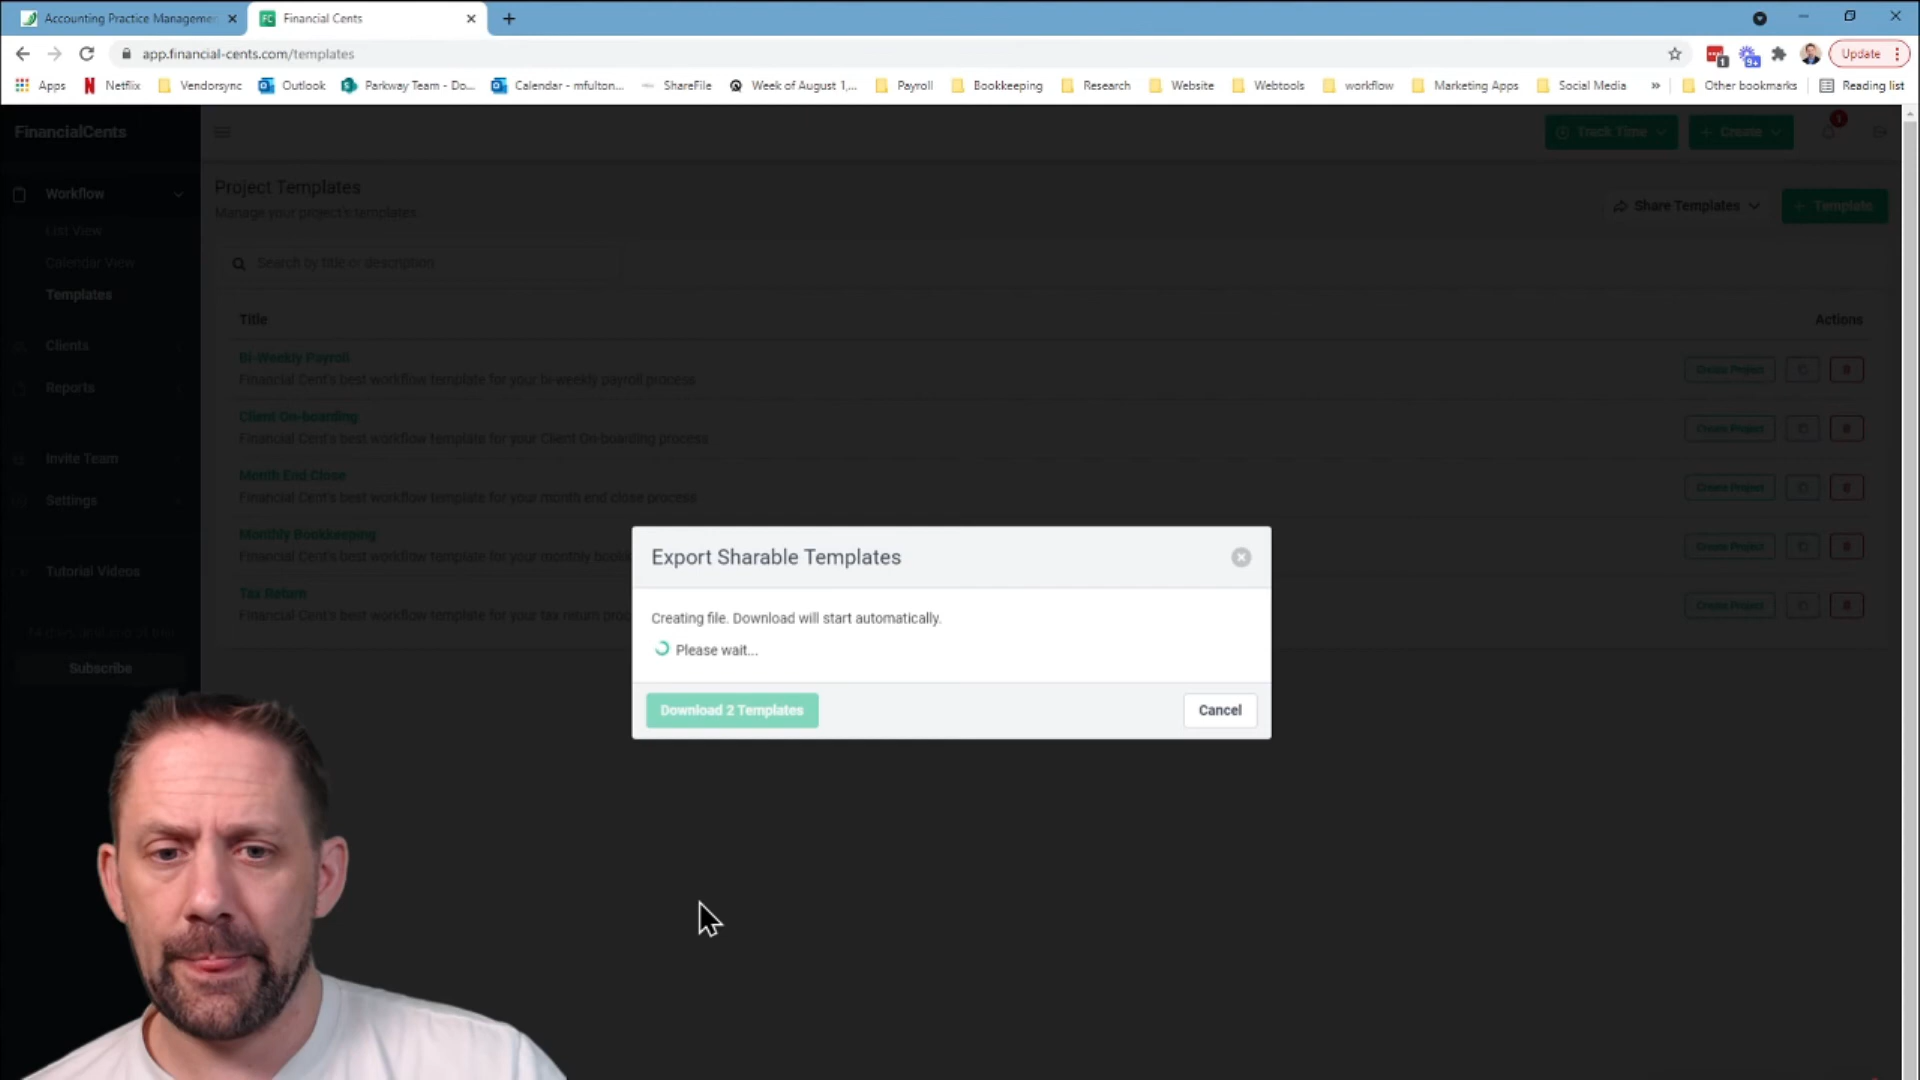 Accounting Practice Managemen
Financial Cents
app.financial-cents.com/templates
Update
Apps
Netflix
Vendorsync
Outlook
Parkway Team - Do...
Calendar - mfulton...
ShareFile
Week of August 1,...
Payroll
Bookkeeping
Research
Website
Webtools
workflow
Marketing Apps
Social Media
»
Other bookmarks
Reading list
FinancialCents
Track Time
+ Create
1
Workflow
List View
Calendar View
Templates
Clients
Reports
Invite Team
Settings
Tutorial Videos
Subscribe
Project Templates
Manage your project's templates
Share Templates
+ Template
Search by title or description
Title
Actions
Bi-Weekly Payroll
Financial Cent's best workflow template for your bi-weekly payroll process
Create Project
Client On-boarding
Financial Cent's best workflow template for your Client On-boarding process
Create Project
Month End Close
Financial Cent's best workflow template for your month end close process
Create Project
Monthly Bookkeeping
Financial Cent's best workflow template for your monthly
Create Project
Tax Return
Financial Cent's best workflow template for your tax return
Create Project
Export Sharable Templates
Creating file. Download will start automatically.
Please wait...
Download 2 Templates
Cancel